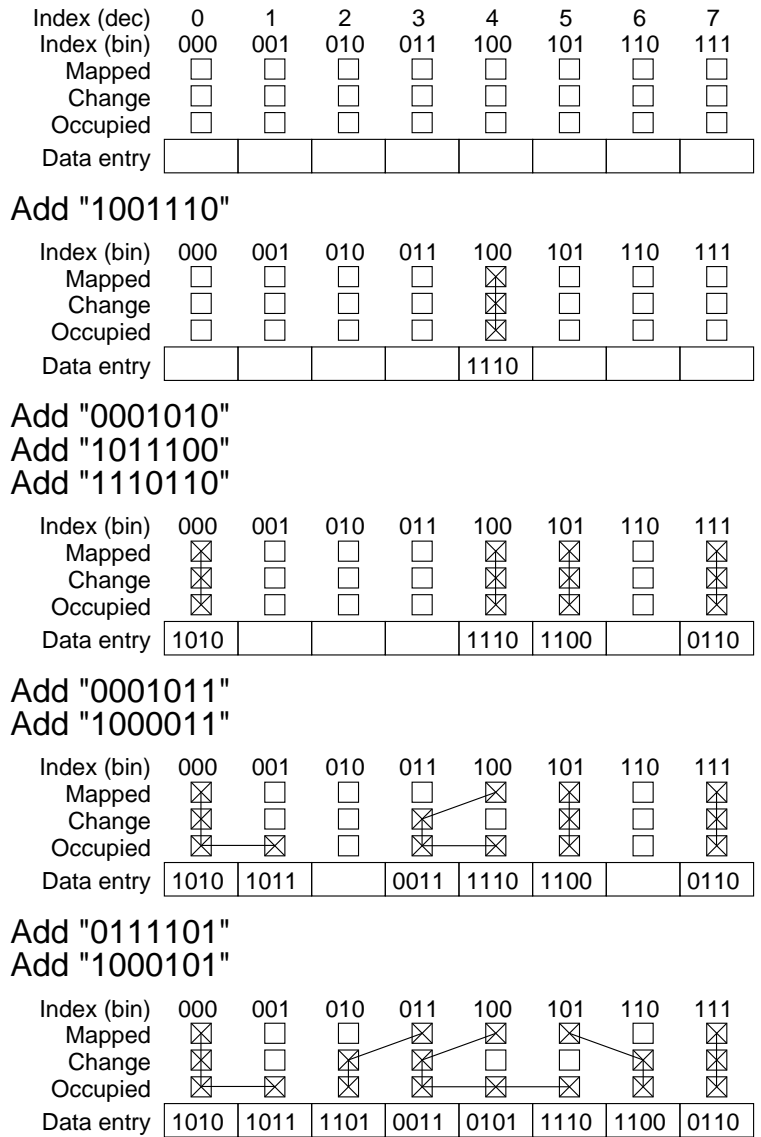 Index (dec) 0 1 2 3 4 5 6 7
Index (bin) 000 001 010 011 100 101 110 111
Mapped
Change
Occupied
Data entry
Add "1001110"
Index (bin) 000 001 010 011 100 101 110 111
Mapped
Change
Occupied
Data entry 1110
Add "0001010"
Add "1011100"
Add "1110110"
Index (bin) 000 001 010 011 100 101 110 111
Mapped
Change
Occupied
Data entry 1010 1110 1100 0110
Add "0001011"
Add "1000011"
Index (bin) 000 001 010 011 100 101 110 111
Mapped
Change
Occupied
Data entry 1010 1011 0011 1110 1100 0110
Add "0111101"
Add "1000101"
Index (bin) 000 001 010 011 100 101 110 111
Mapped
Change
Occupied
Data entry 1010 1011 1101 0011 0101 1110 1100 0110